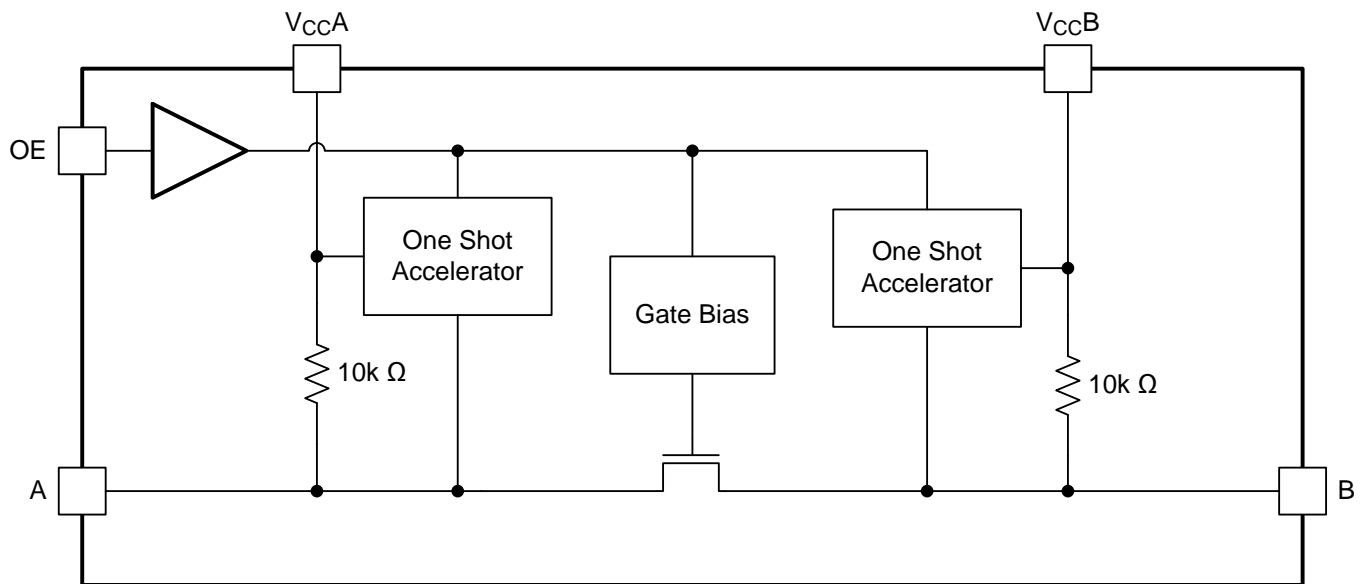 VCCA
VCCB
OE
One Shot
Accelerator
One Shot
Accelerator
Gate Bias
10k Ω
10k Ω
A
B